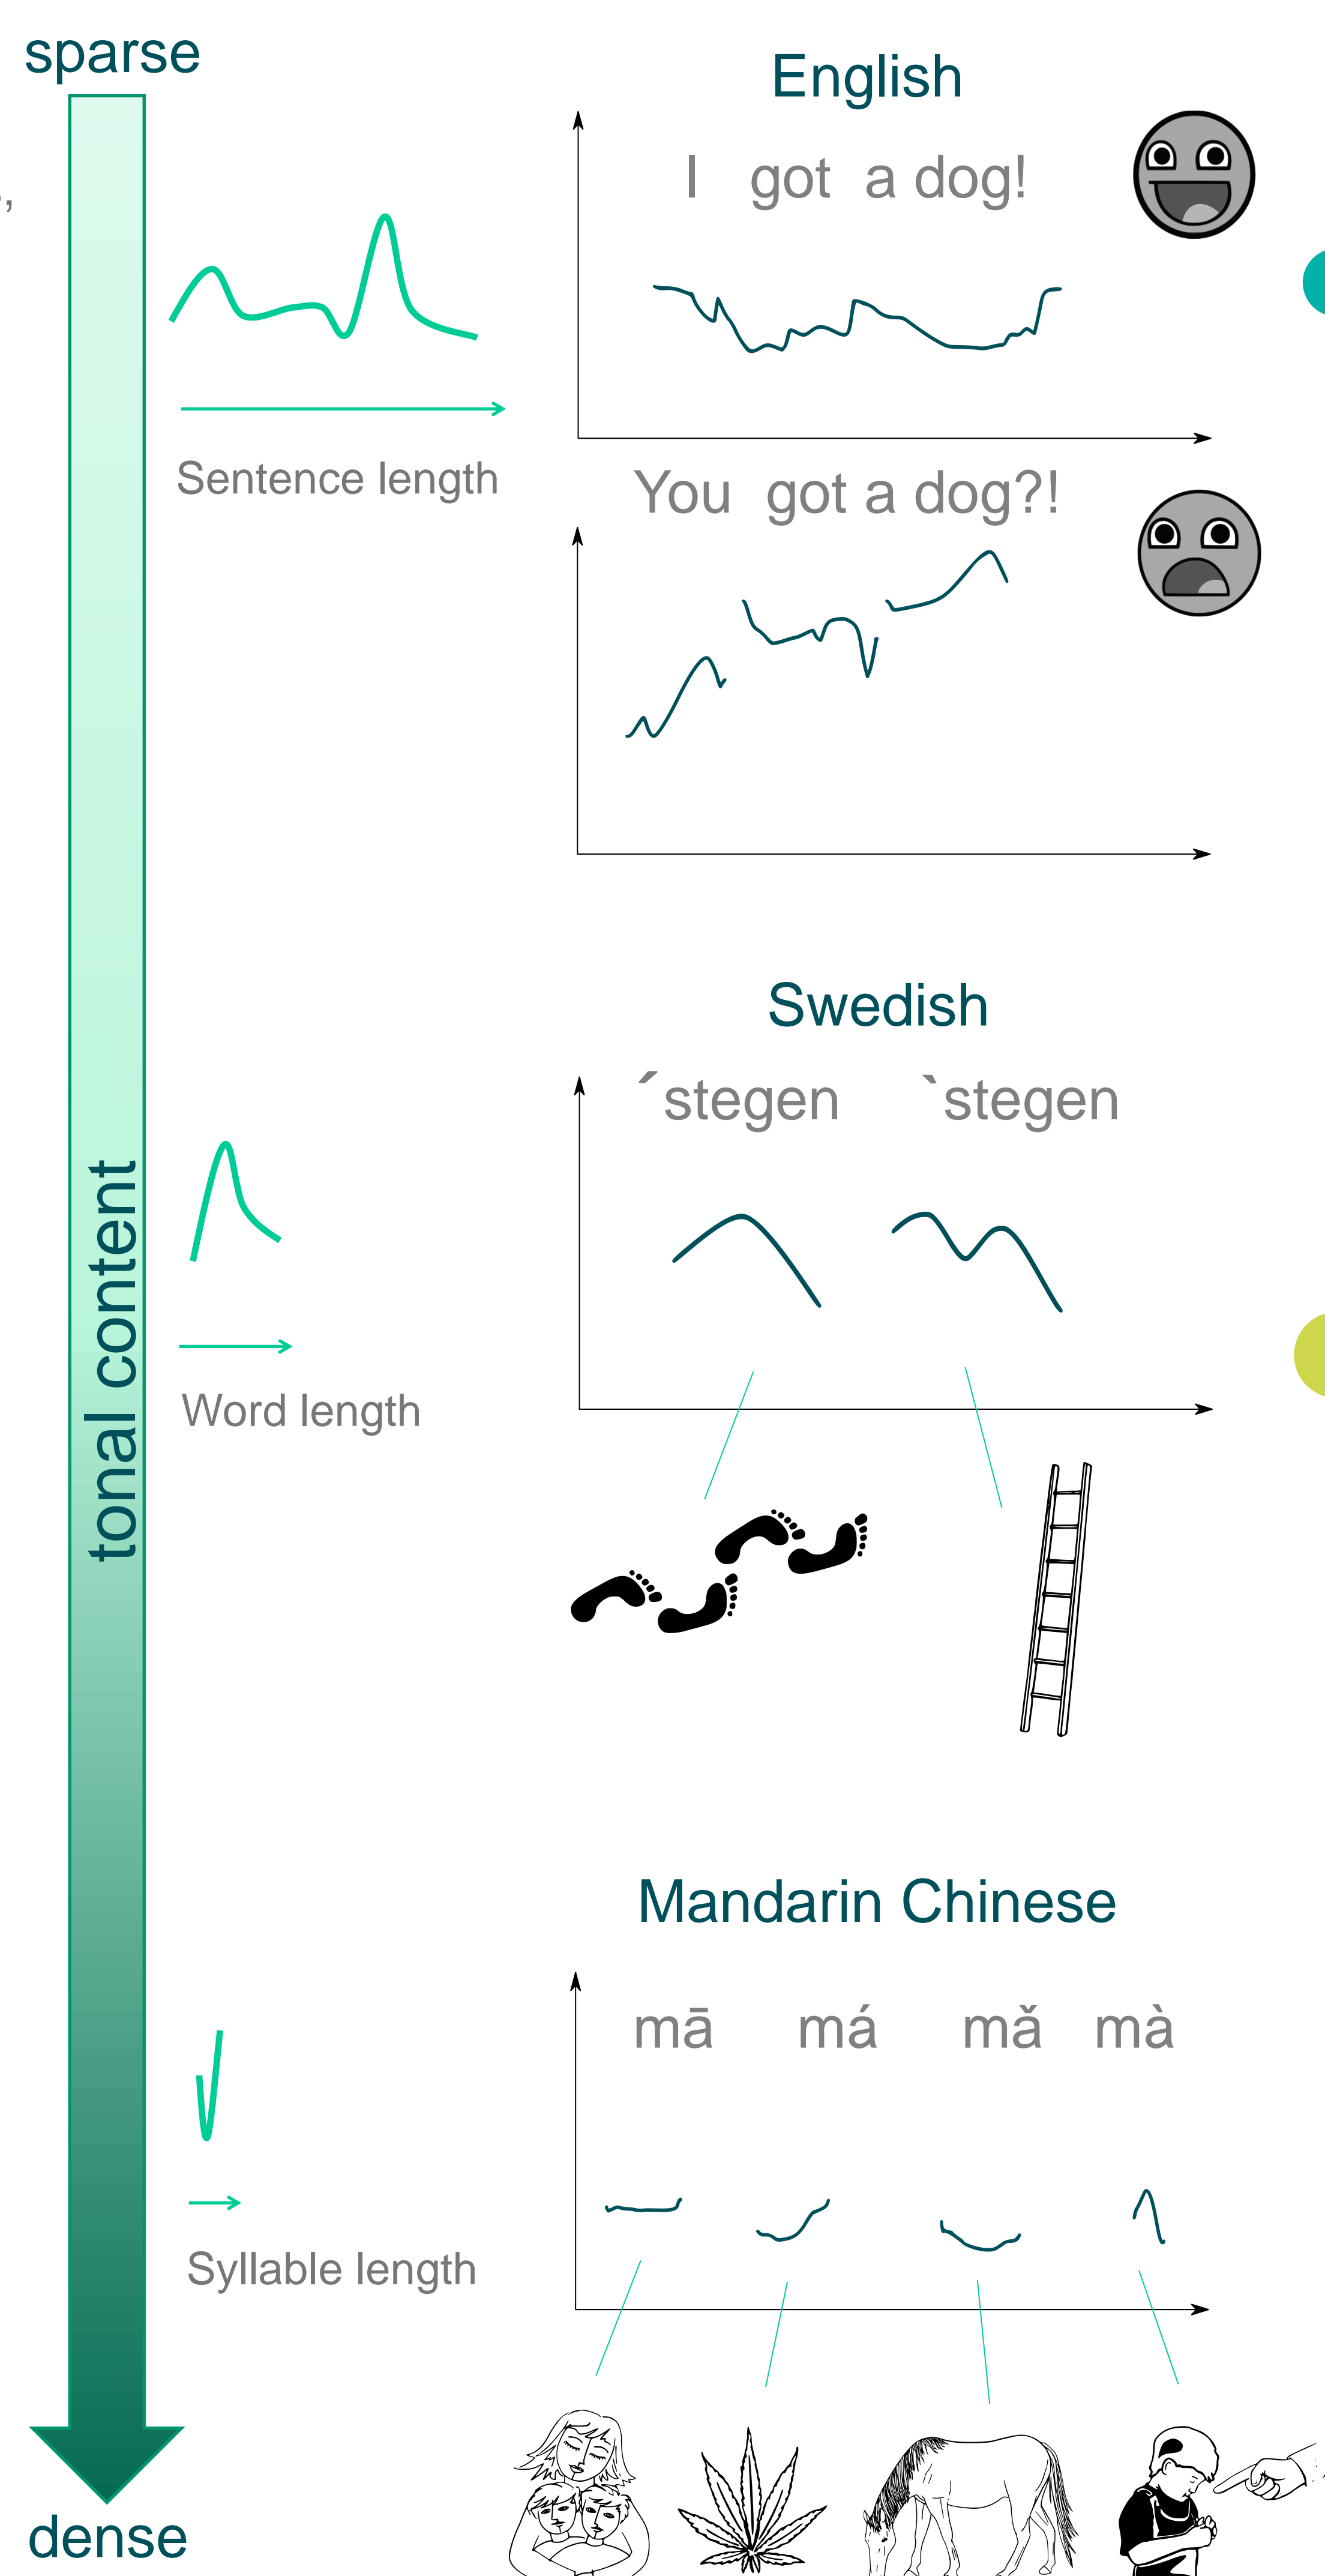 sparse
English
I got a dog!
,
Sentence length
You got a dog?!
Swedish
´stegen `stegen
tonal content
Word length
Mandarin Chinese
mā má mǎ mà
Syllable length
dense